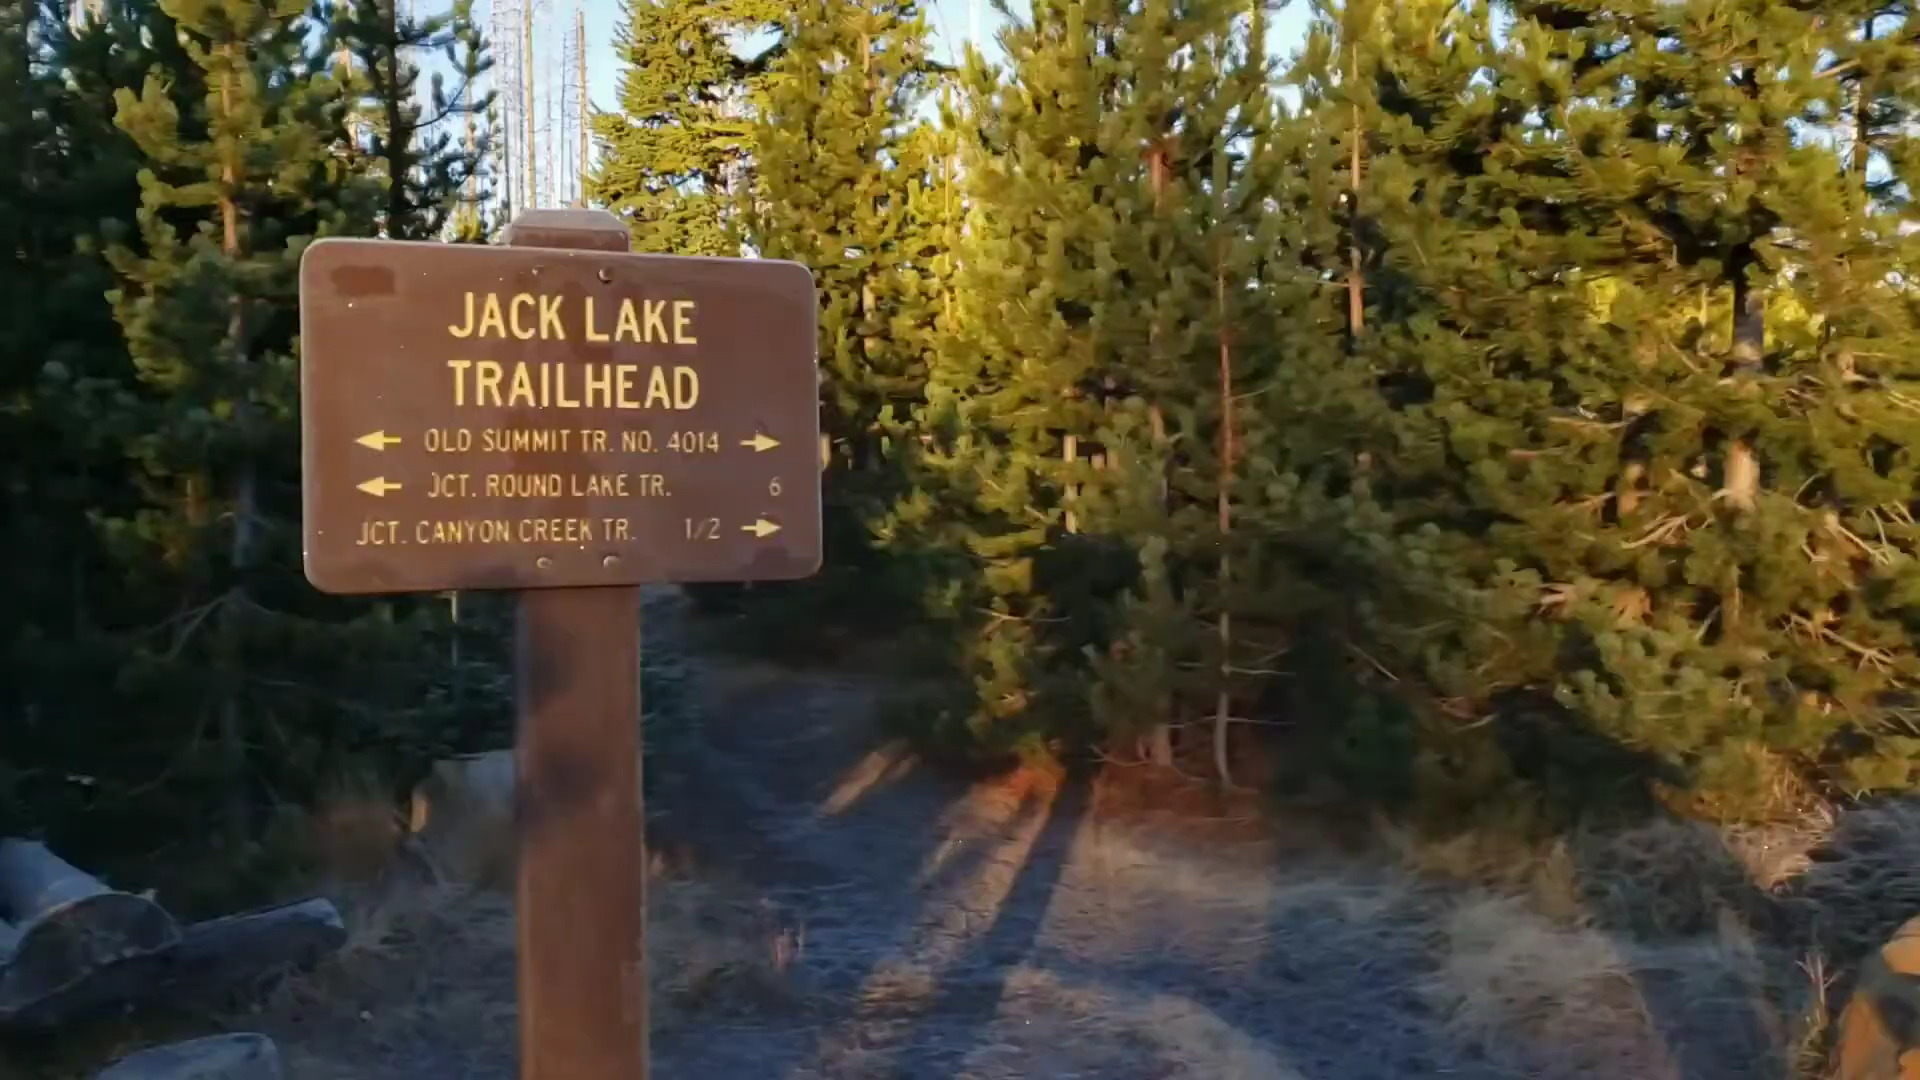 JACK LAKE
TRAILHEAD
← OLD SUMMIT TR. NO. 4014 →
← JCT. ROUND LAKE TR. 6
JCT. CANYON CREEK TR. 1/2 →